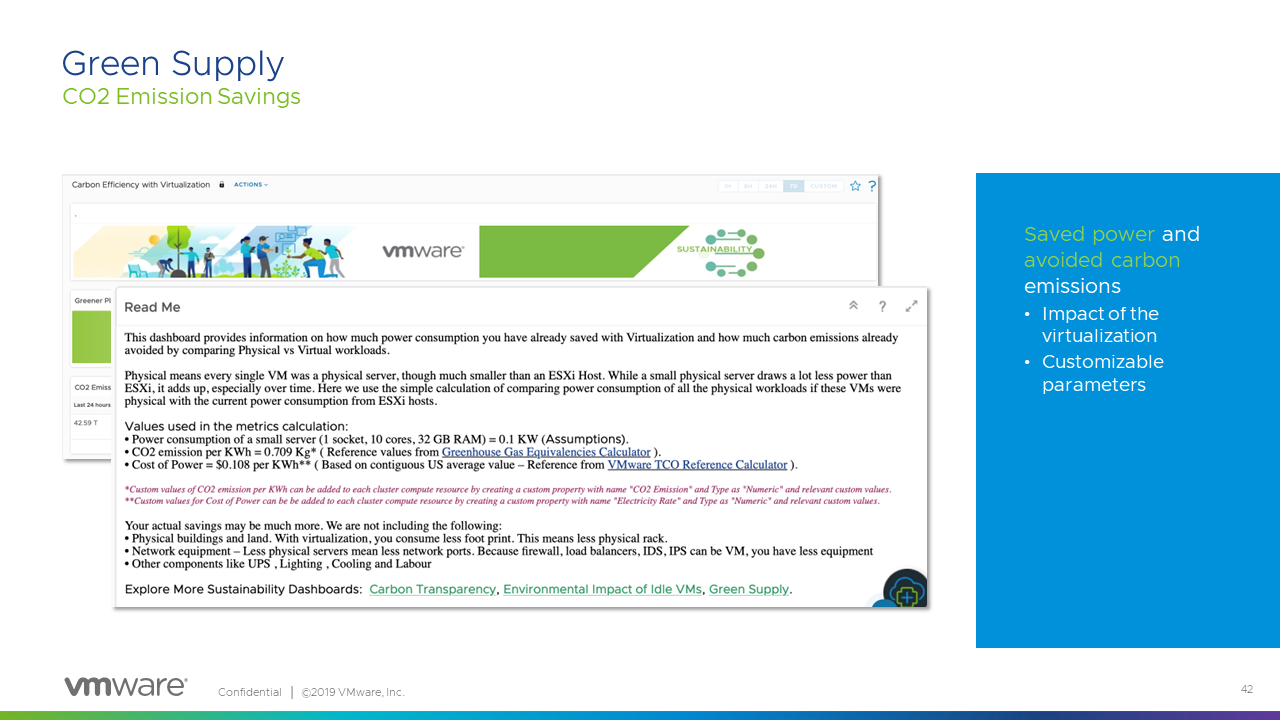 Green Supply
CO2 Emission Savings
Carbon Efficiency with Virtualization ACTIONS
1H 6H 24H 7D CUSTOM ?
vmware
SUSTAINABILITY
Greener Pl
CO2 Emiss
Last 24 hours
42.59 T
Read Me ?
This dashboard provides information on how much power consumption you have already saved with Virtualization and how much carbon emissions already
avoided by comparing Physical vs Virtual workloads.
Physical means every single VM was a physical server, though much smaller than an ESXi Host. While a small physical server draws a lot less power than
ESXi, it adds up, especially over time. Here we use the simple calculation of comparing power consumption of all the physical workloads if these VMs were
physical with the current power consumption from ESXi hosts.
Values used in the metrics calculation:
• Power consumption of a small server (1 socket, 10 cores, 32 GB RAM) = 0.1 KW (Assumptions).
• CO2 emission per KWh = 0.709 Kg* ( Reference values from Greenhouse Gas Equivalencies Calculator ).
• Cost of Power = $0.108 per KWh** ( Based on contiguous US average value – Reference from VMware TCO Reference Calculator ).
*Custom values of CO2 emission per KWh can be added to each cluster compute resource by creating a custom property with name "CO2 Emission" and Type as "Numeric" and relevant custom values.
**Custom values for Cost of Power can be be added to each cluster compute resource by creating a custom property with name "Electricity Rate" and Type as "Numeric" and relevant custom values.
Your actual savings may be much more. We are not including the following:
• Physical buildings and land. With virtualization, you consume less foot print. This means less physical rack.
• Network equipment – Less physical servers mean less network ports. Because firewall, load balancers, IDS, IPS can be VM, you have less equipment
• Other components like UPS , Lighting , Cooling and Labour
Explore More Sustainability Dashboards: Carbon Transparency, Environmental Impact of Idle VMs, Green Supply.
Saved power and
avoided carbon
emissions
• Impact of the
virtualization
• Customizable
parameters
vmware®
Confidential | ©2019 VMware, Inc.
42